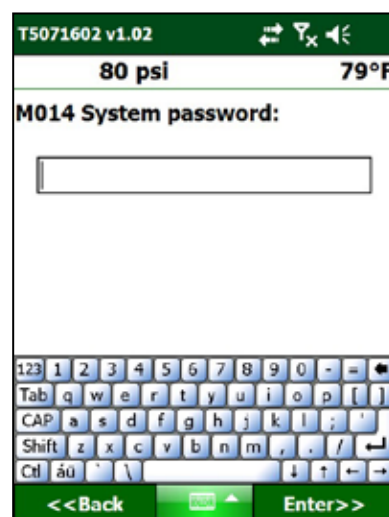 T5071602 v1.02
80 psi 79°F
M014 System password:
123 1 2 3 4 5 6 7 8 9 0 - =
Tab q w e r t y u i o p [ ]
CAP a s d f g h j k l ; '
Shift z x c v b n m , . /
Ctl áü ` \ ↓ ↑ ← →
<<Back Enter>>